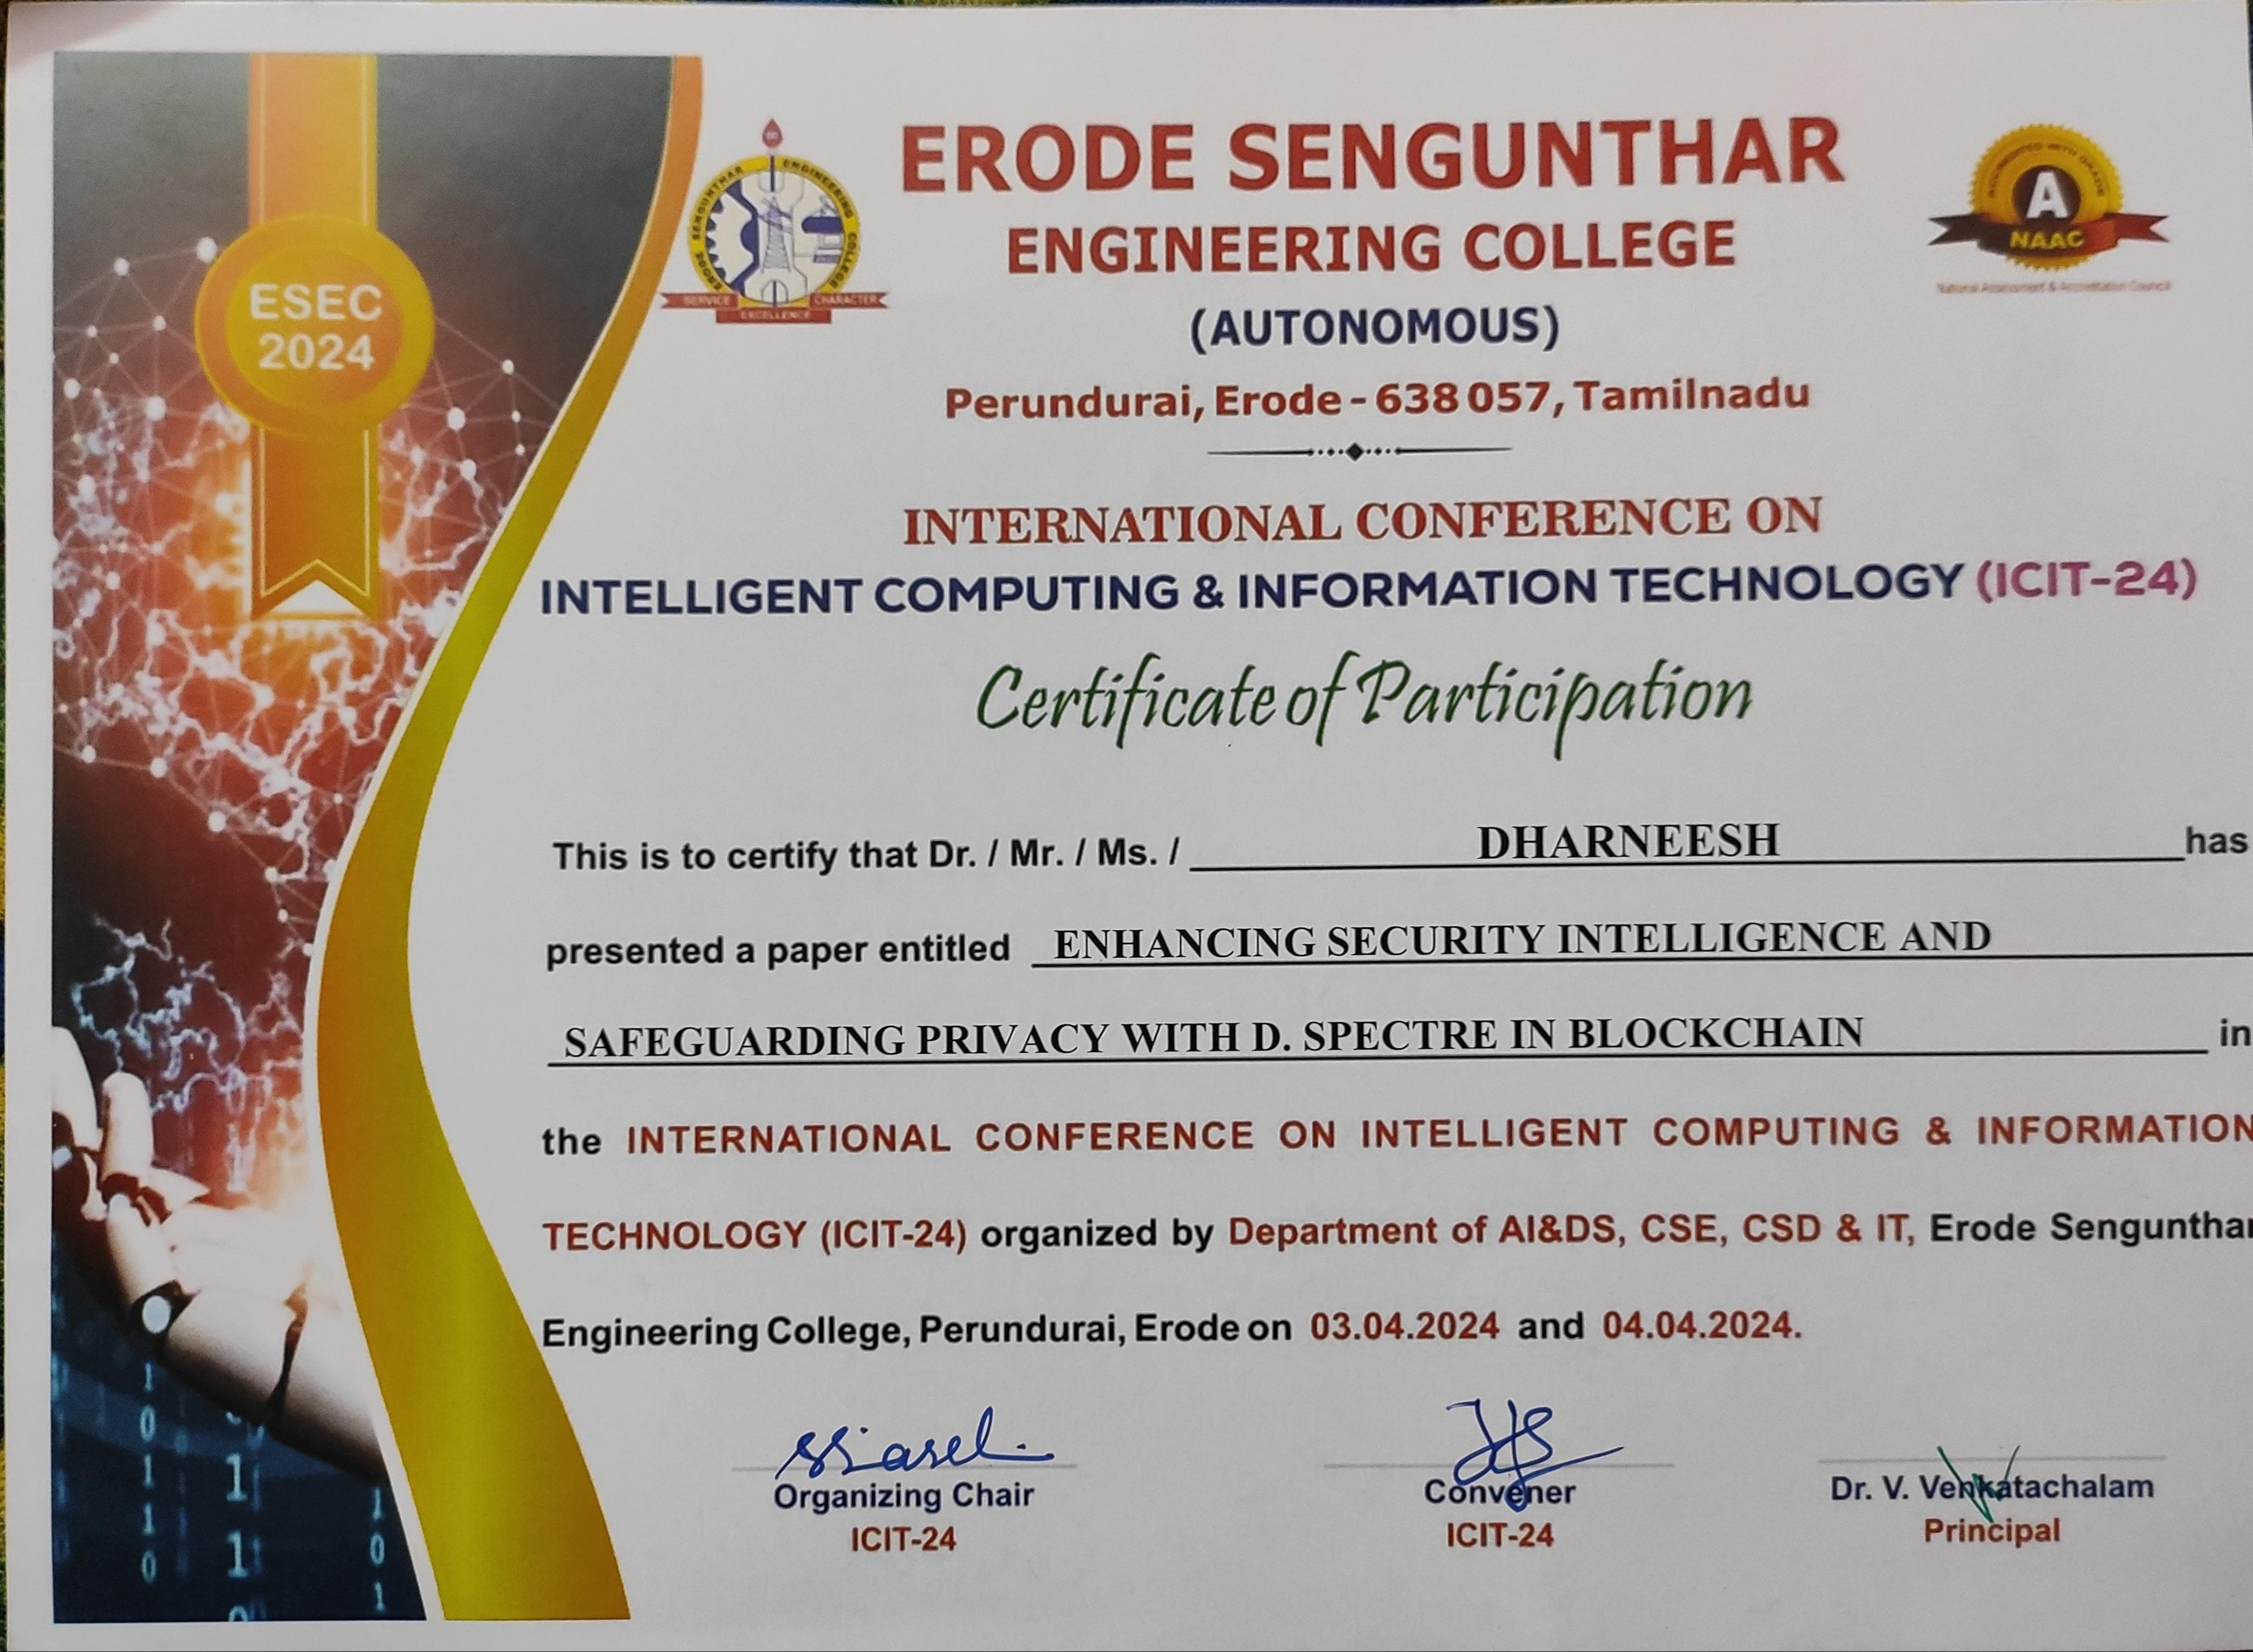 ESEC
2024
ERODE SENGUNTHAR ENGINEERING COLLEGE
SERVICE
CHARACTER
EXCELLENCE
ERODE SENGUNTHAR
ENGINEERING COLLEGE
(AUTONOMOUS)
Perundurai, Erode - 638 057, Tamilnadu
ACCREDITED WITH GRADE
A
NAAC
National Assessment & Accreditation Council
INTERNATIONAL CONFERENCE ON
INTELLIGENT COMPUTING & INFORMATION TECHNOLOGY (ICIT-24)
Certificate of Participation
This is to certify that Dr. / Mr. / Ms. / DHARNEESH has
presented a paper entitled ENHANCING SECURITY INTELLIGENCE AND
SAFEGUARDING PRIVACY WITH D. SPECTRE IN BLOCKCHAIN in
the INTERNATIONAL CONFERENCE ON INTELLIGENT COMPUTING & INFORMATION
TECHNOLOGY (ICIT-24) organized by Department of AI&DS, CSE, CSD & IT, Erode Sengunthar
Engineering College, Perundurai, Erode on 03.04.2024 and 04.04.2024.
Organizing Chair
ICIT-24
Convener
ICIT-24
Dr. V. Venkatachalam
Principal